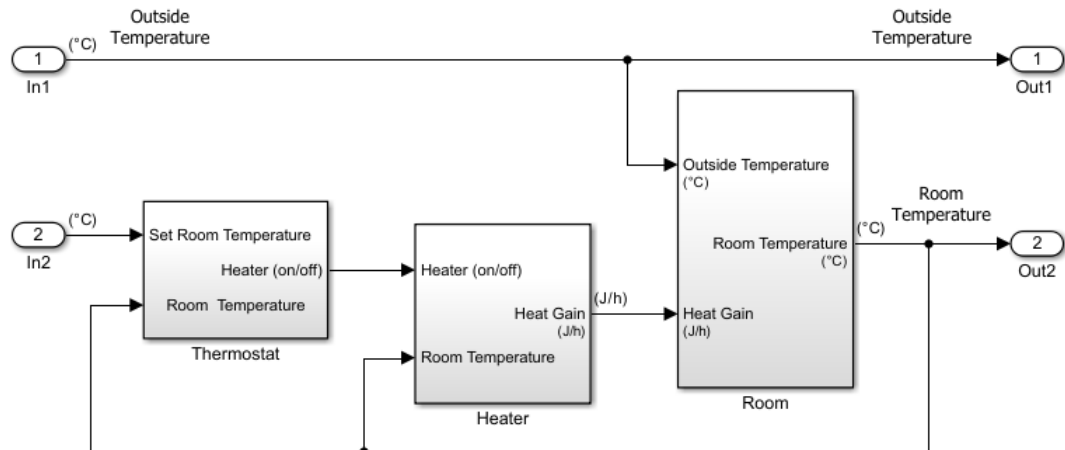 Outside
Temperature
Outside
Temperature
(°C)
1
In1
1
Out1
Outside Temperature
(°C)
Room
Temperature
(°C)
2
In2
Set Room Temperature
Heater (on/off)
Room Temperature
Thermostat
Heater (on/off)
Heat Gain
(J/h)
Room Temperature
Heater
(J/h)
Room Temperature
(°C)
Heat Gain
(J/h)
Room
(°C)
2
Out2